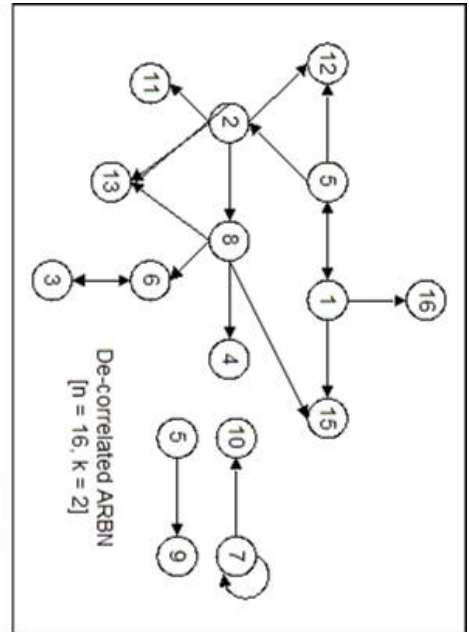 16
12 5 1 15
10 7
2 8 4
5 9
11 6
13
De-correlated ARBN
[n = 16, k = 2]
3